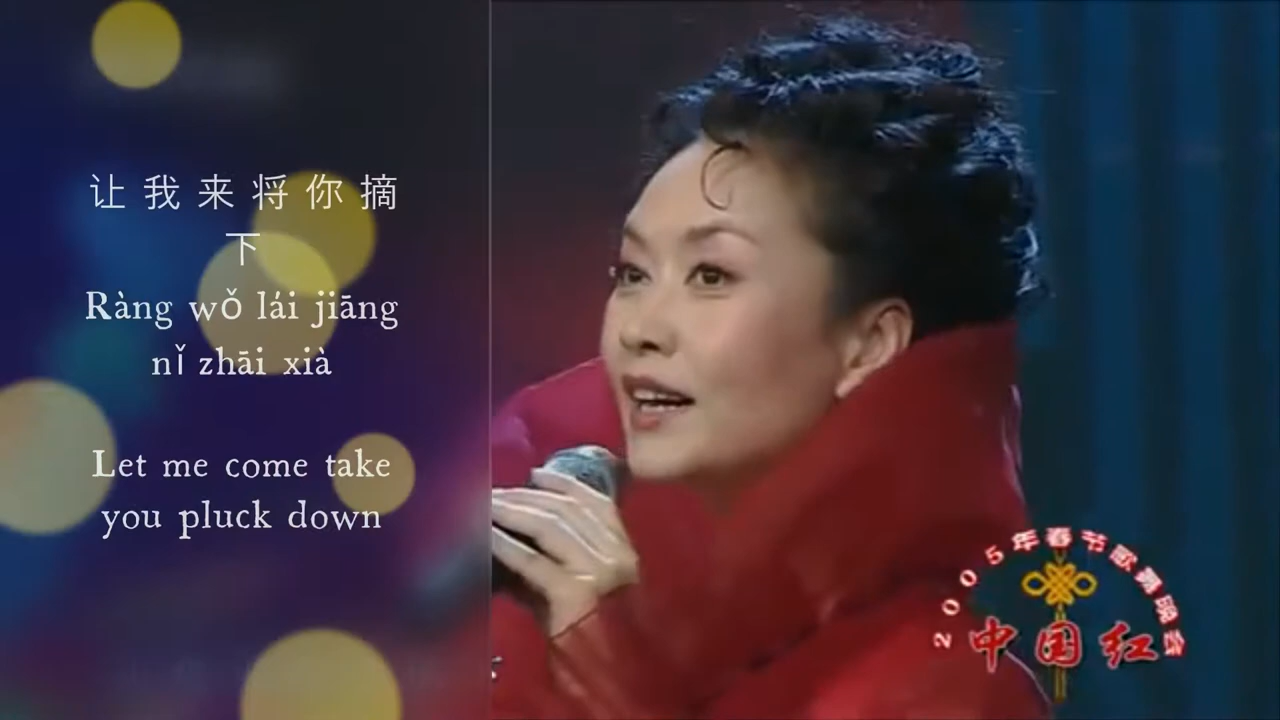 让我来将你摘
下
Ràng wǒ lái jiāng
nǐ zhāi xià
Let me come take
you pluck down
2005年春节歌舞晚会
中国红